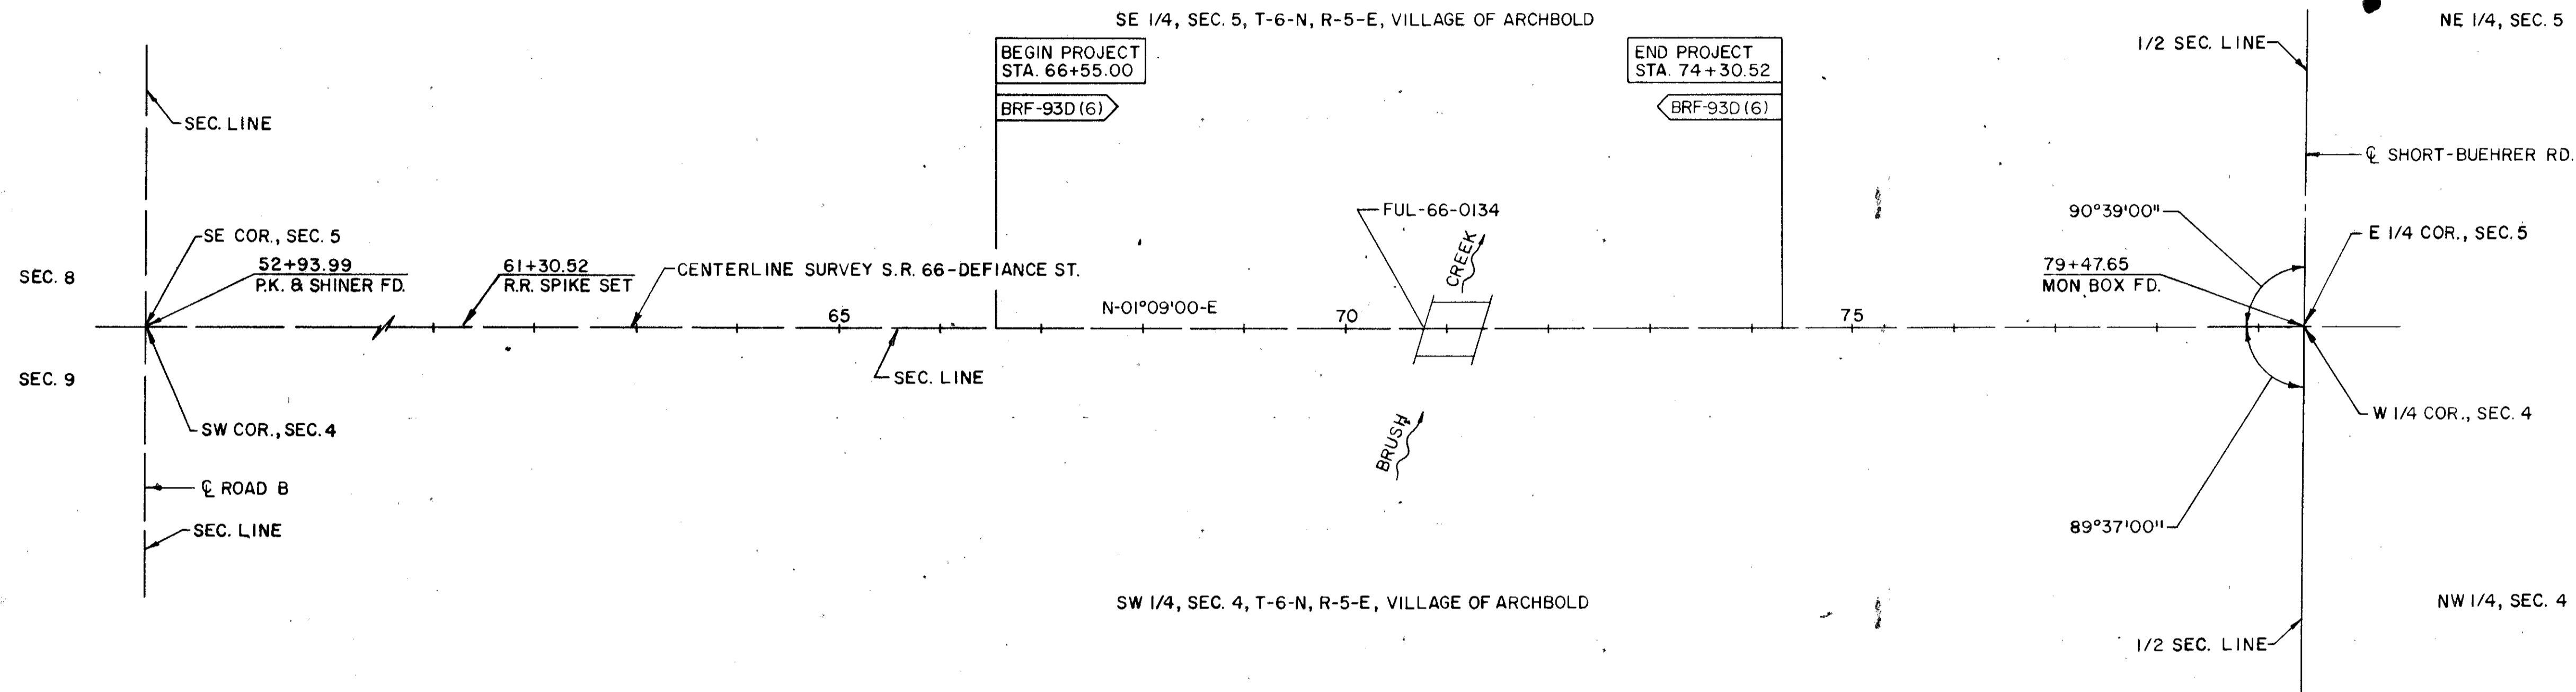 SE 1/4, SEC. 5, T-6-N, R-5-E, VILLAGE OF ARCHBOLD
NE 1/4, SEC. 5
1/2 SEC. LINE
BEGIN PROJECT
STA. 66+55.00
END PROJECT
STA. 74+30.52
BRF-93D(6)
BRF-93D(6)
SEC. LINE
℄ SHORT-BUEHRER RD.
FUL-66-0134
90°39'00"
SE COR., SEC. 5
E 1/4 COR., SEC. 5
CREEK
SEC. 8
52+93.99
P.K. & SHINER FD.
61+30.52
R.R. SPIKE SET
CENTERLINE SURVEY S.R. 66-DEFIANCE ST.
79+47.65
MON. BOX FD.
N-01°09'00-E
65
70
75
SEC. 9
SEC. LINE
SW COR., SEC. 4
W 1/4 COR., SEC. 4
BRUSH
℄ ROAD B
SEC. LINE
89°37'00"
SW 1/4, SEC. 4, T-6-N, R-5-E, VILLAGE OF ARCHBOLD
NW 1/4, SEC. 4
1/2 SEC. LINE